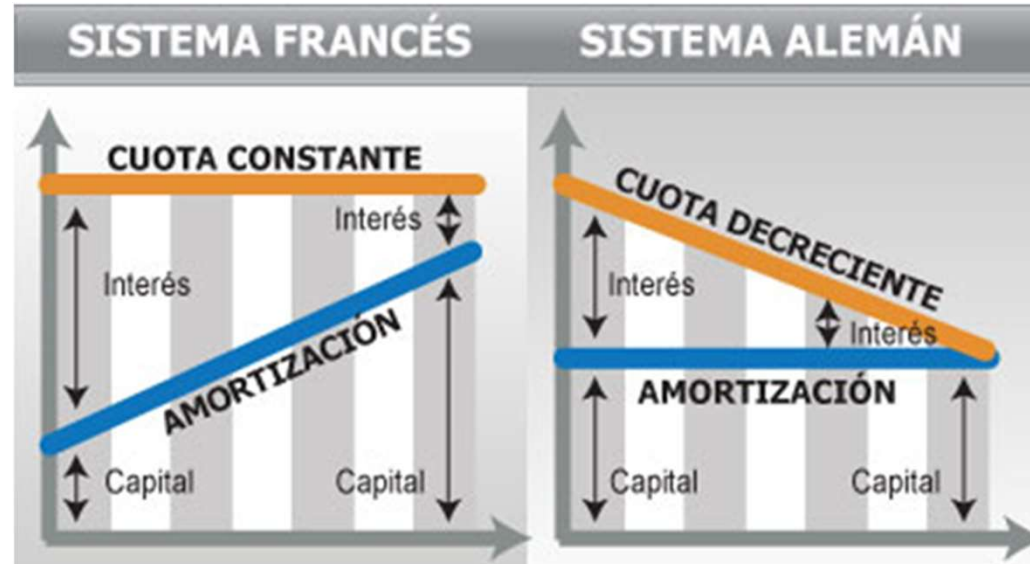 SISTEMA FRANCÉS
CUOTA CONSTANTE
Interés
Interés
AMORTIZACIÓN
Capital
Capital
SISTEMA ALEMÁN
CUOTA DECRECIENTE
Interés
Interés
AMORTIZACIÓN
Capital
Capital